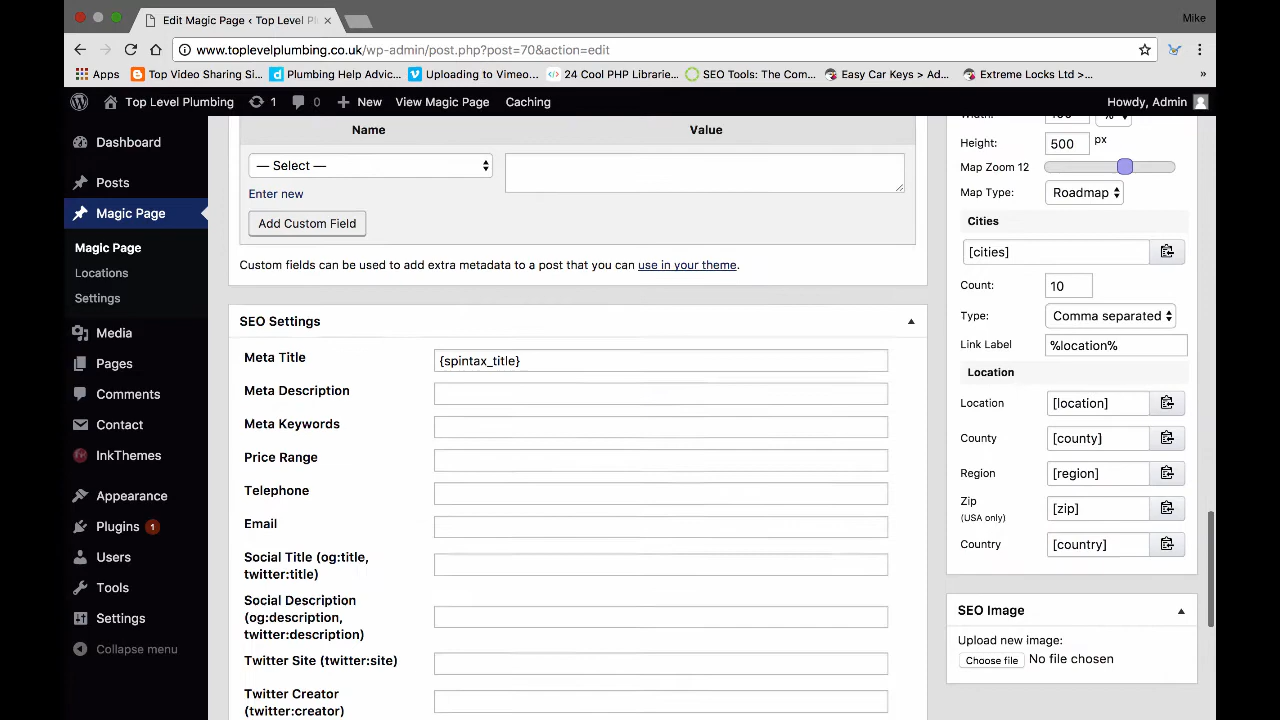 Edit Magic Page ‹ Top Level Pl
Mike
www.toplevelplumbing.co.uk/wp-admin/post.php?post=70&action=edit
Apps
Top Video Sharing Si...
Plumbing Help Advic...
Uploading to Vimeo...
24 Cool PHP Librarie...
SEO Tools: The Com...
Easy Car Keys > Ad...
Extreme Locks Ltd >...
»
Top Level Plumbing
1
0
New
View Magic Page
Caching
Howdy, Admin
Dashboard
Posts
Magic Page
Magic Page
Locations
Settings
Media
Pages
Comments
Contact
InkThemes
Appearance
Plugins 1
Users
Tools
Settings
Collapse menu
Name
Value
— Select —
Enter new
Add Custom Field
Custom fields can be used to add extra metadata to a post that you can use in your theme.
SEO Settings
Meta Title
{spintax_title}
Meta Description
Meta Keywords
Price Range
Telephone
Email
Social Title (og:title,
twitter:title)
Social Description
(og:description,
twitter:description)
Twitter Site (twitter:site)
Twitter Creator
(twitter:creator)
%
Height: 500 px
Map Zoom 12
Map Type: Roadmap
Cities
[cities]
Count: 10
Type: Comma separated
Link Label %location%
Location
Location [location]
County [county]
Region [region]
Zip [zip]
(USA only)
Country [country]
SEO Image
Upload new image:
Choose file No file chosen